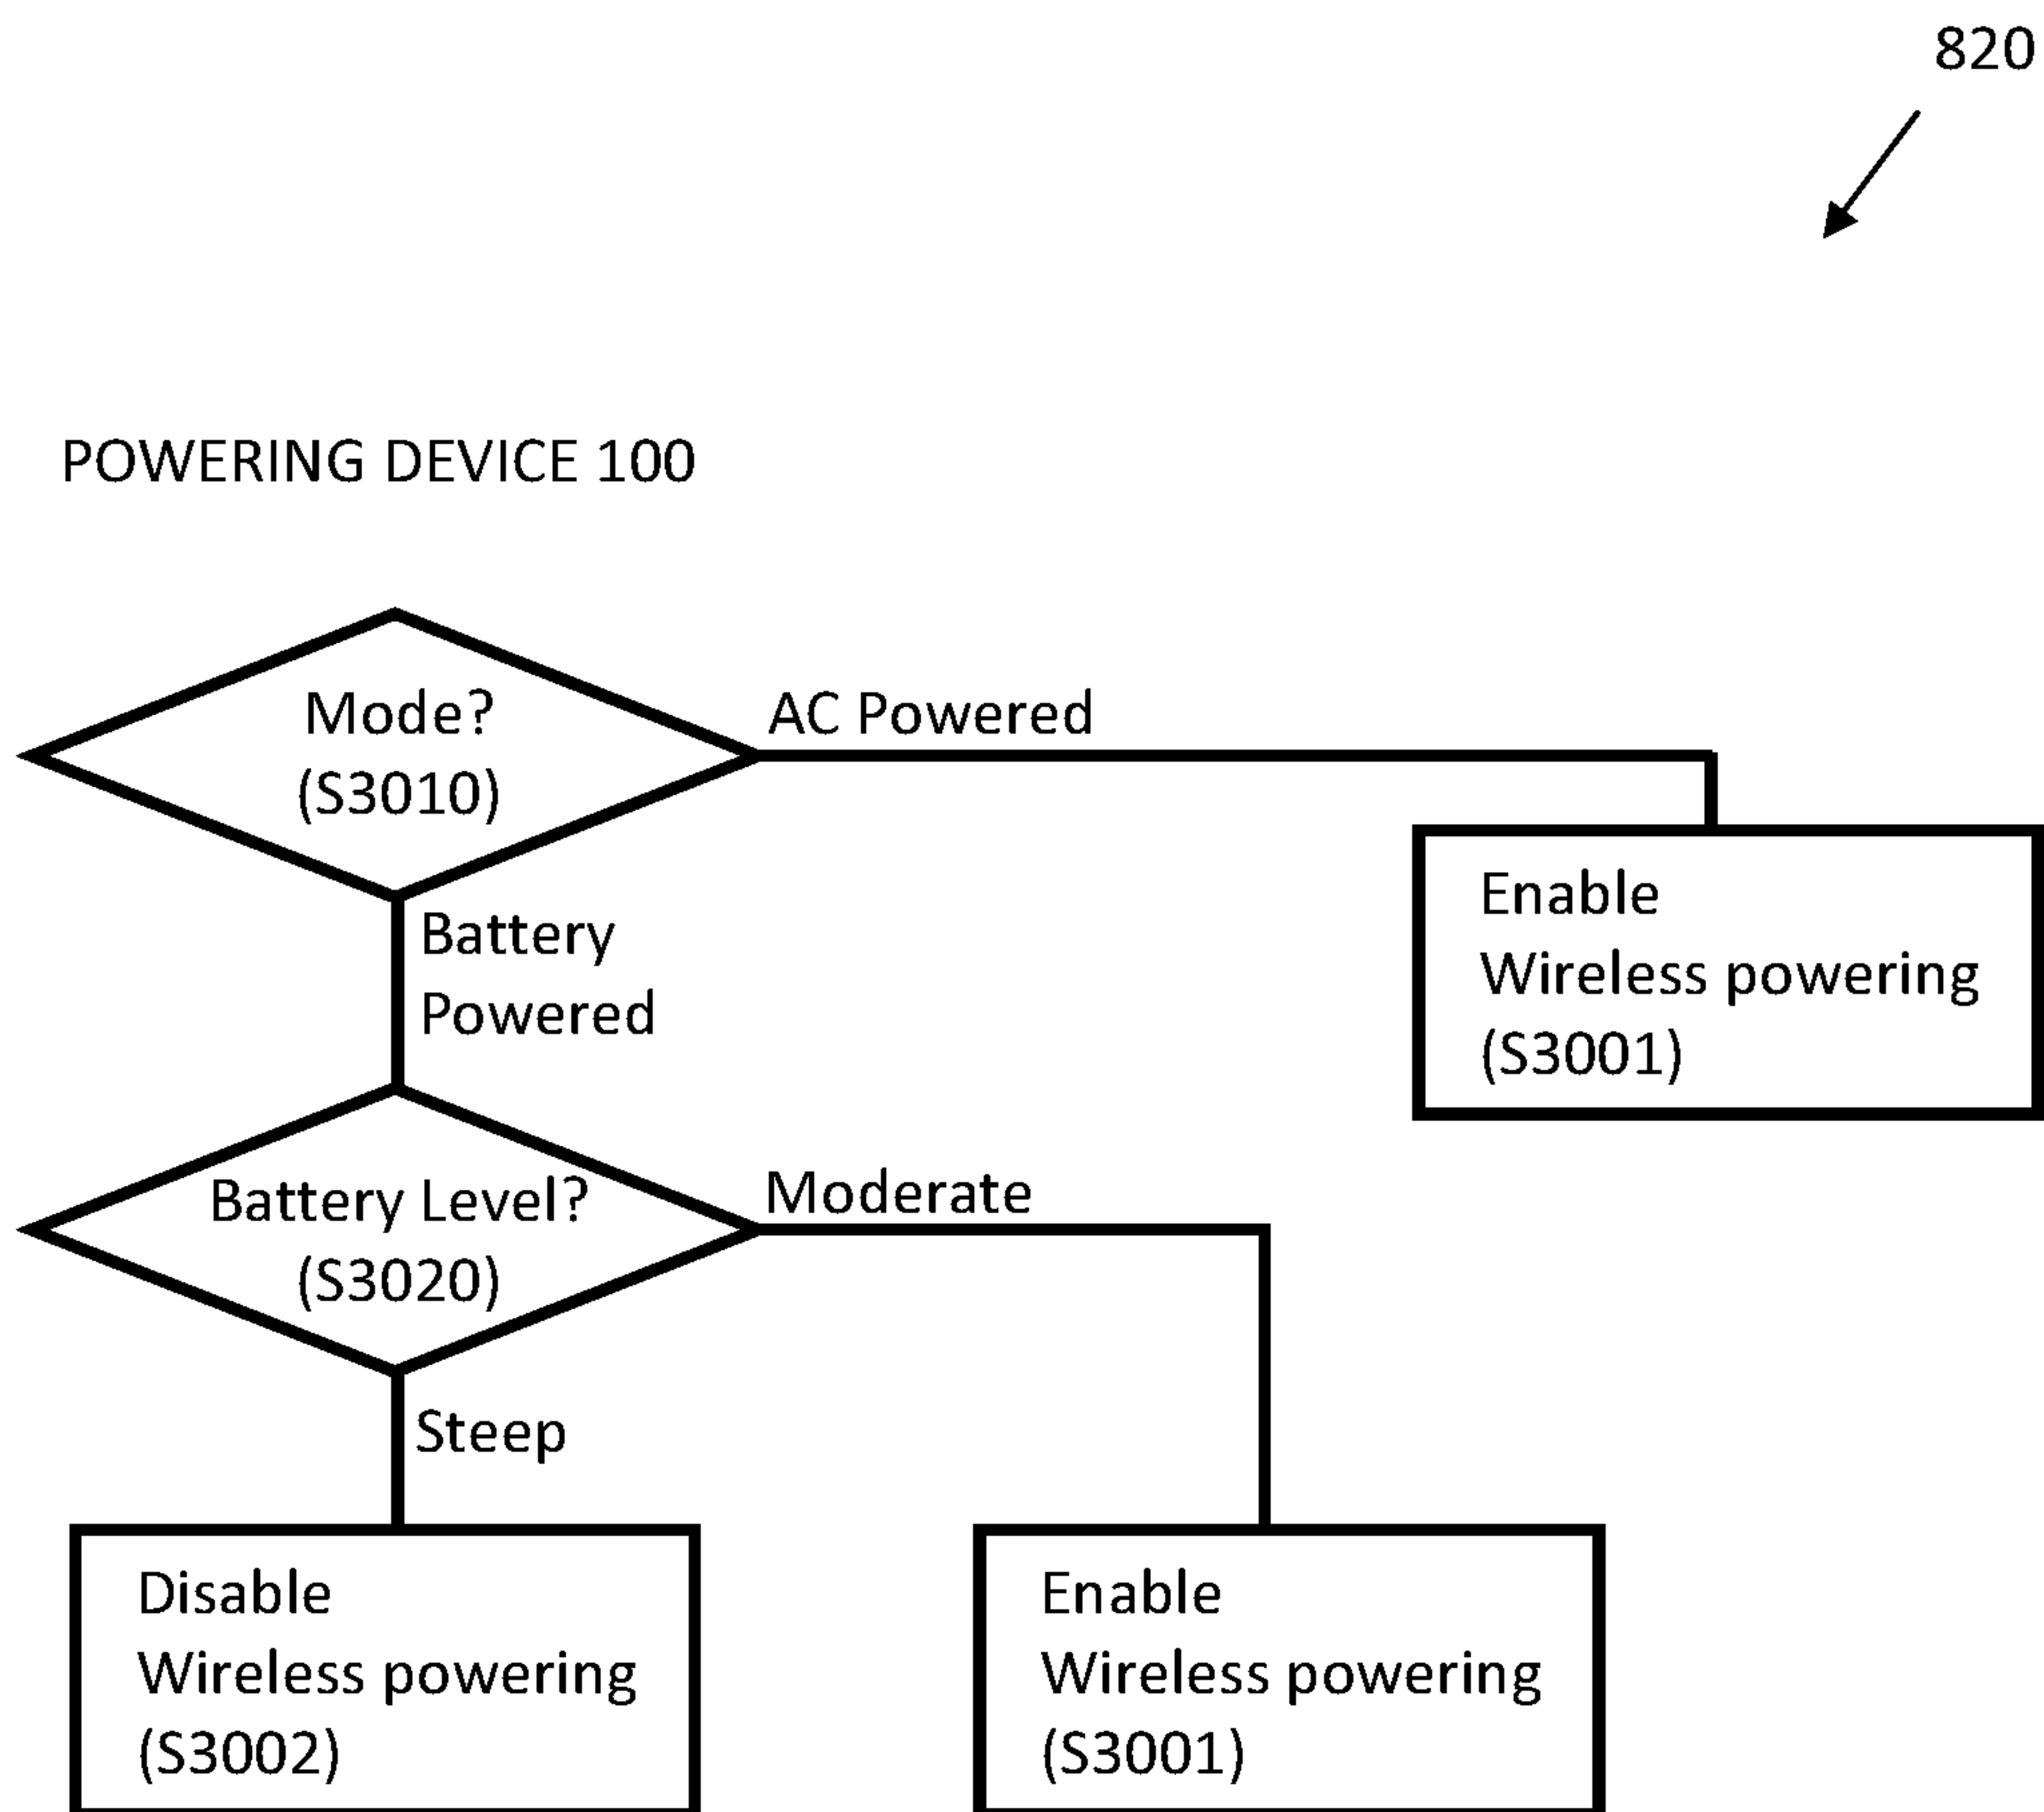 820
POWERING DEVICE 100
Mode?
(S3010)
AC Powered
Battery
Powered
Enable
Wireless powering
(S3001)
Battery Level?
(S3020)
Moderate
Steep
Disable
Wireless powering
(S3002)
Enable
Wireless powering
(S3001)